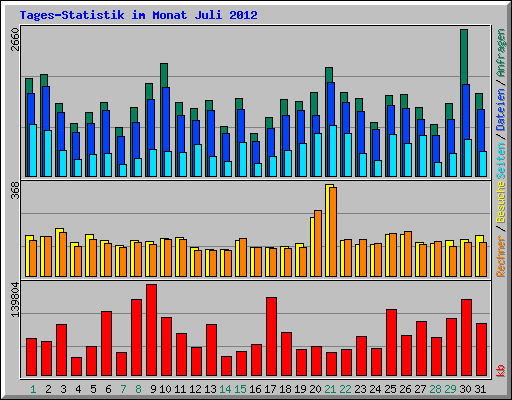 Tages-Statistik im Monat Juli 2012
2660
Seiten / Dateien / Anfragen
368
Rechner / Besuche
139804
kb
1 2 3 4 5 6 7 8 9 10 11 12 13 14 15 16 17 18 19 20 21 22 23 24 25 26 27 28 29 30 31